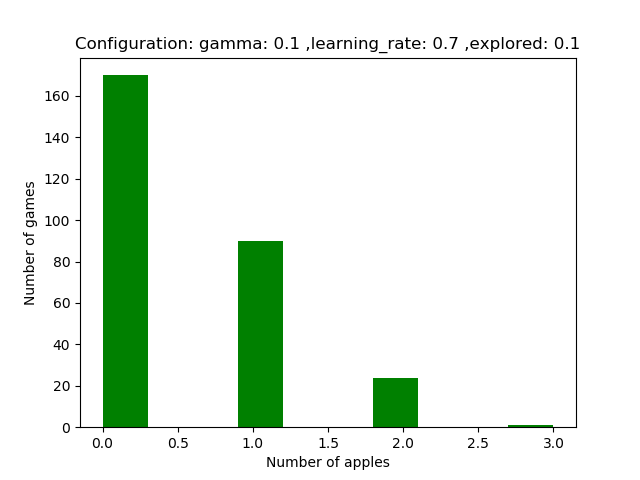 Configuration: gamma: 0.1 ,learning_rate: 0.7 ,explored: 0.1
160
140
120
100
80
60
40
20
0
Number of games
0.0 0.5 1.0 1.5 2.0 2.5 3.0
Number of apples